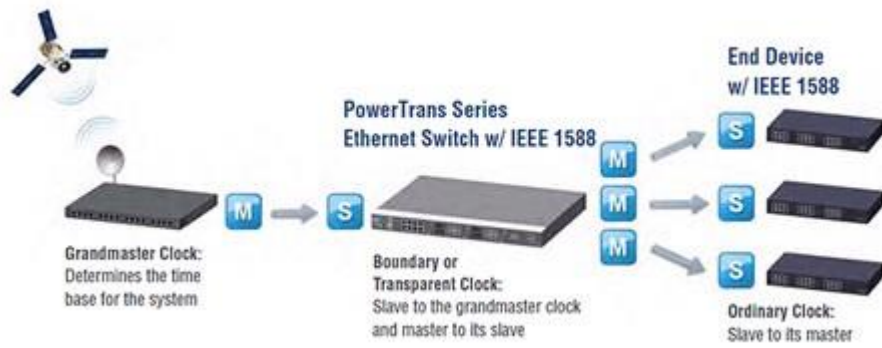 End Device
w/ IEEE 1588
PowerTrans Series
Ethernet Switch w/ IEEE 1588
M
S
M
S
M
S
M
S
Grandmaster Clock:
Determines the time
base for the system
Boundary or
Transparent Clock:
Slave to the grandmaster clock
and master to its slave
Ordinary Clock:
Slave to its master